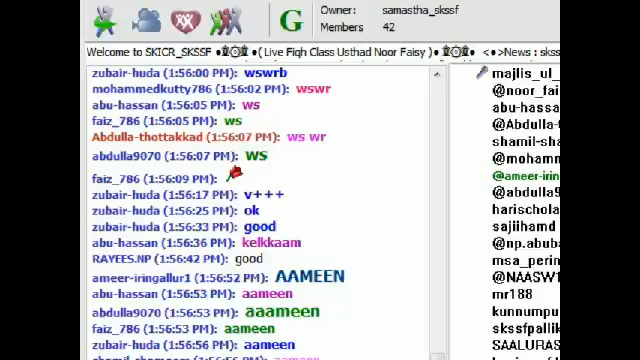 G
Owner: samastha_skssf
Members 42
Welcome to SKICR_SKSSF ( Live Fiqh Class Usthad Noor Faisy ) < >News : skss
zubair-huda (1:56:00 PM): wswrb
mohammedkutty786 (1:56:02 PM): wswr
abu-hassan (1:56:05 PM): ws
faiz_786 (1:56:05 PM): ws
Abdulla-thottakkad (1:56:07 PM): ws wr
abdulla9070 (1:56:07 PM): ws
faiz_786 (1:56:09 PM):
zubair-huda (1:56:17 PM): v+++
zubair-huda (1:56:25 PM): ok
zubair-huda (1:56:33 PM): good
abu-hassan (1:56:36 PM): kelkkaam
RAYEES.NP (1:56:42 PM): good
ameer-iringallur1 (1:56:52 PM): AAMEEN
abu-hassan (1:56:53 PM): aameen
abdulla9070 (1:56:53 PM): aaameen
faiz_786 (1:56:53 PM): aameen
zubair-huda (1:56:56 PM): aameen
majlis_ul_
@noor_fai
abu-hassa
@Abdulla-
shamil-sha
@mohamm
@ameer-irin
@abdulla9
harischola
sajiihamd
@np.abuba
msa_perin
@NAASW1
mr188
kunnumpu
skssfpallik
SAALURAS